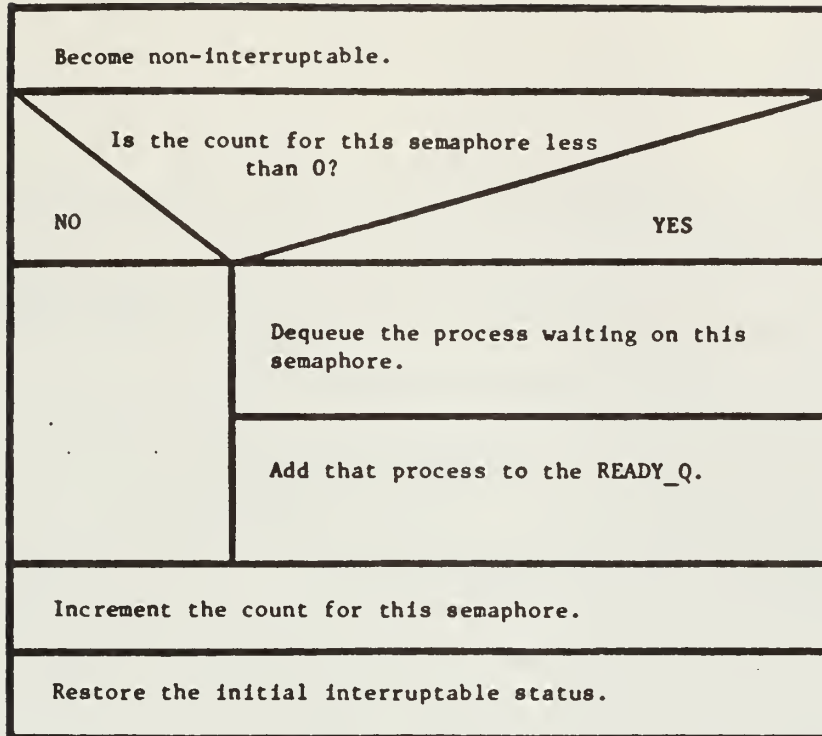 Become non-interruptable.
Is the count for this semaphore less
than 0?
NO
YES
Dequeue the process waiting on this
semaphore.
Add that process to the READY_Q.
Increment the count for this semaphore.
Restore the initial interruptable status.